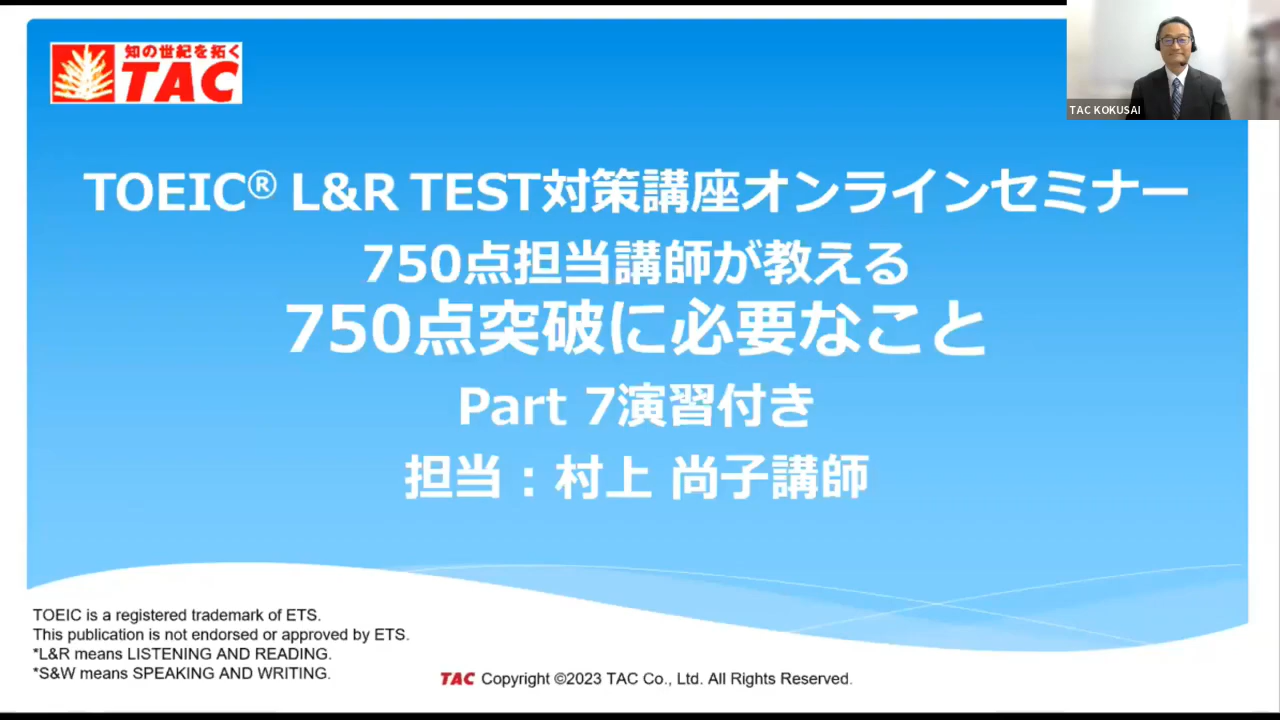 知の世紀を拓く
TAC
TAC KOKUSAI
TOEIC® L&R TEST対策講座オンラインセミナー
750点担当講師が教える
750点突破に必要なこと
Part 7演習付き
担当：村上 尚子講師
TOEIC is a registered trademark of ETS.
This publication is not endorsed or approved by ETS.
*L&R means LISTENING AND READING.
*S&W means SPEAKING AND WRITING.
TAC Copyright ©2023 TAC Co., Ltd. All Rights Reserved.